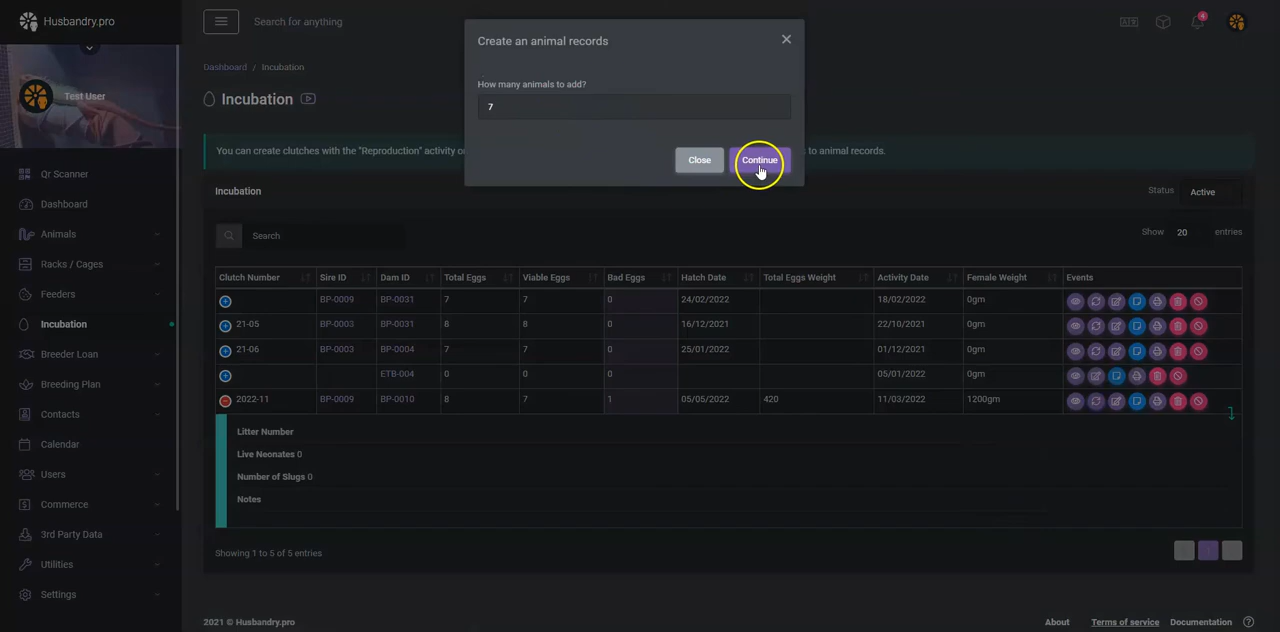 Husbandry.pro
Search for anything
4
Test User
Qr Scanner
Dashboard
Animals
Racks / Cages
Feeders
Incubation
Breeder Loan
Breeding Plan
Contacts
Calendar
Users
Commerce
3rd Party Data
Utilities
Settings
Dashboard / Incubation
Incubation
You can create clutches with the "Reproduction" activity
to animal records.
Create an animal records
How many animals to add?
7
Close Continue
Incubation
Status Active
Search
Show 20 entries
Clutch Number Sire ID Dam ID Total Eggs Viable Eggs Bad Eggs Hatch Date Total Eggs Weight Activity Date Female Weight Events
BP-0009 BP-0031 7 7 0 24/02/2022 18/02/2022 0gm
21-05 BP-0003 BP-0031 8 8 0 16/12/2021 22/10/2021 0gm
21-06 BP-0003 BP-0004 7 7 0 25/01/2022 01/12/2021 0gm
ETB-004 0 0 0 05/01/2022 0gm
2022-11 BP-0009 BP-0010 8 7 1 05/05/2022 420 11/03/2022 1200gm
Litter Number
Live Neonates 0
Number of Slugs 0
Notes
Showing 1 to 5 of 5 entries
2021 © Husbandry.pro
About Terms of service Documentation